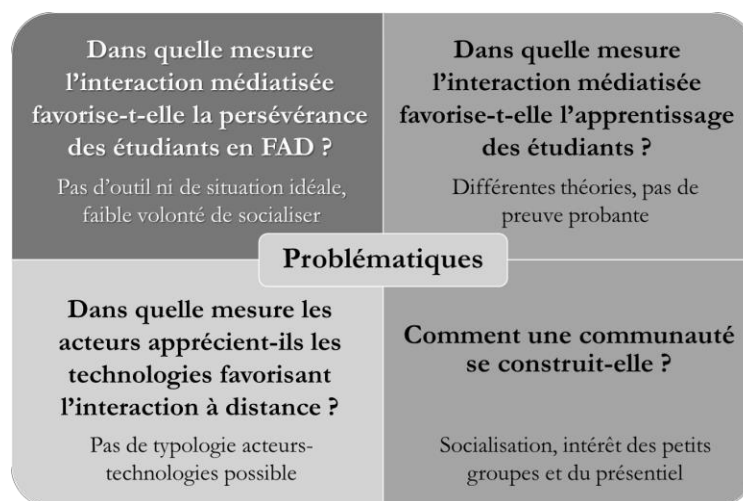 Dans quelle mesure
l'interaction médiatisée
favorise-t-elle la persévérance
des étudiants en FAD ?
Pas d'outil ni de situation idéale,
faible volonté de socialiser
Dans quelle mesure
l'interaction médiatisée
favorise-t-elle l'apprentissage
des étudiants ?
Différentes théories, pas de
preuve probante
Problématiques
Dans quelle mesure les
acteurs apprécient-ils les
technologies favorisant
l'interaction à distance ?
Pas de typologie acteurs-
technologies possible
Comment une communauté
se construit-elle ?
Socialisation, intérêt des petits
groupes et du présentiel